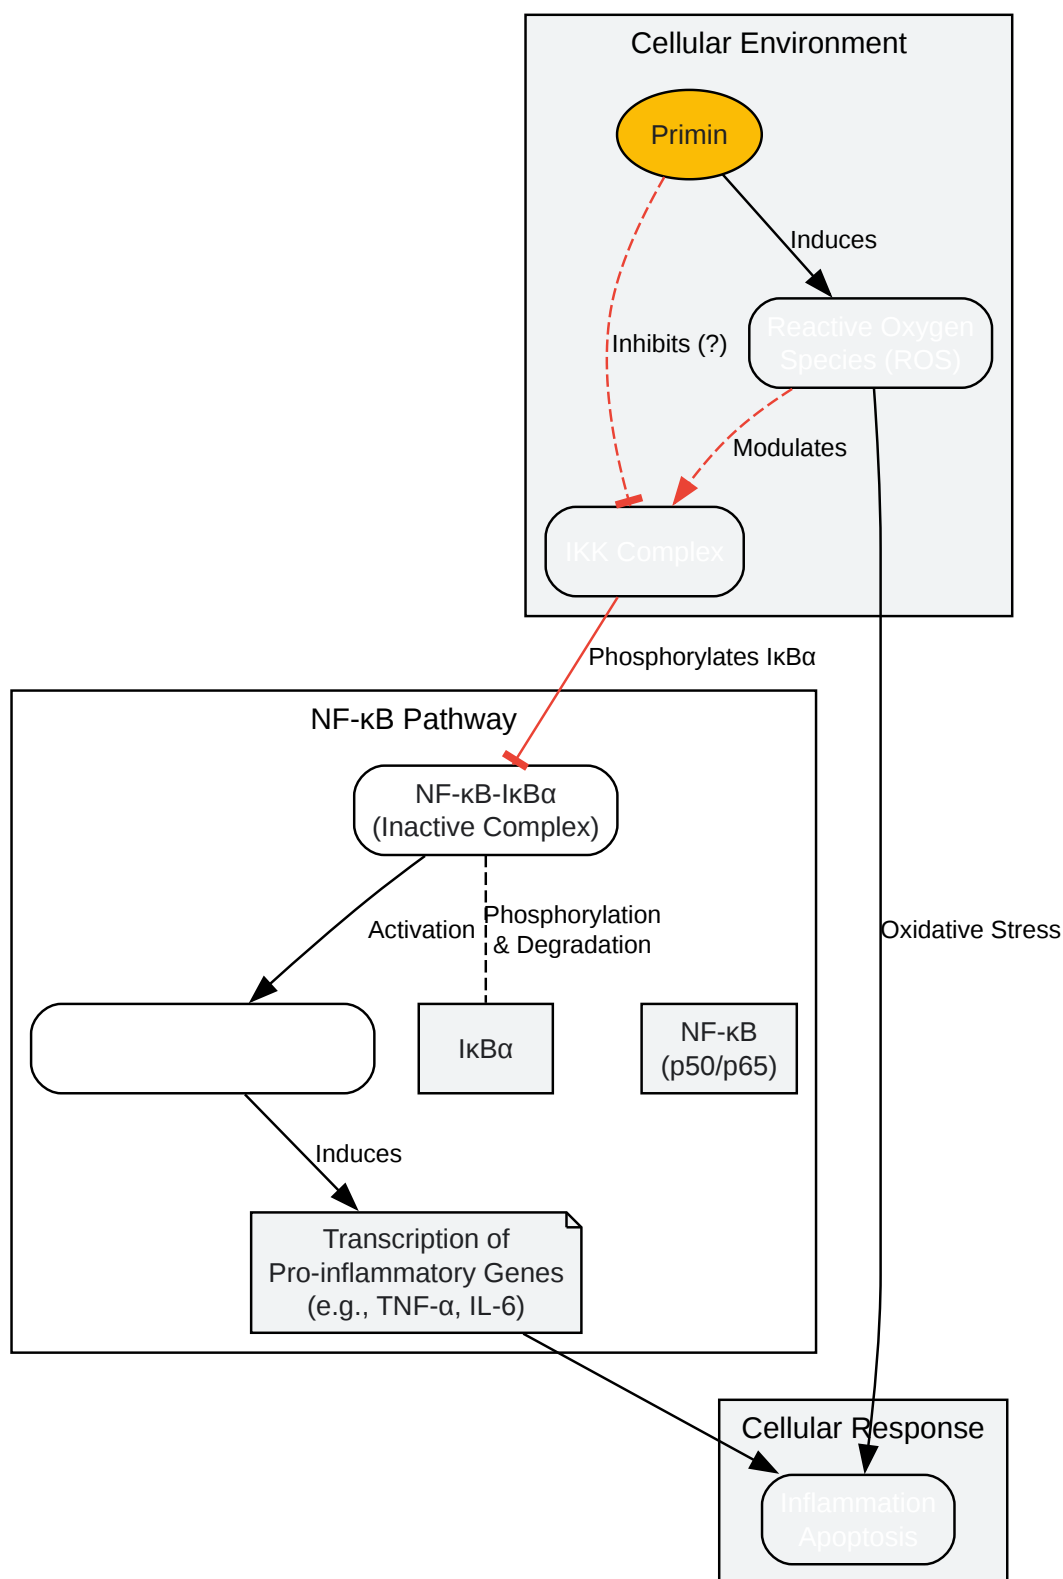 Cellular Environment
Primin
Induces
Reactive Oxygen
Species (ROS)
Inhibits (?)
Modulates
IKK Complex
Phosphorylates IκBα
NF-κB Pathway
NF-κB-IκBα
(Inactive Complex)
Activation
Phosphorylation
& Degradation
Oxidative Stress
IκBα
NF-κB
(p50/p65)
Induces
Transcription of
Pro-inflammatory Genes
(e.g., TNF-α, IL-6)
Cellular Response
Inflammation
Apoptosis